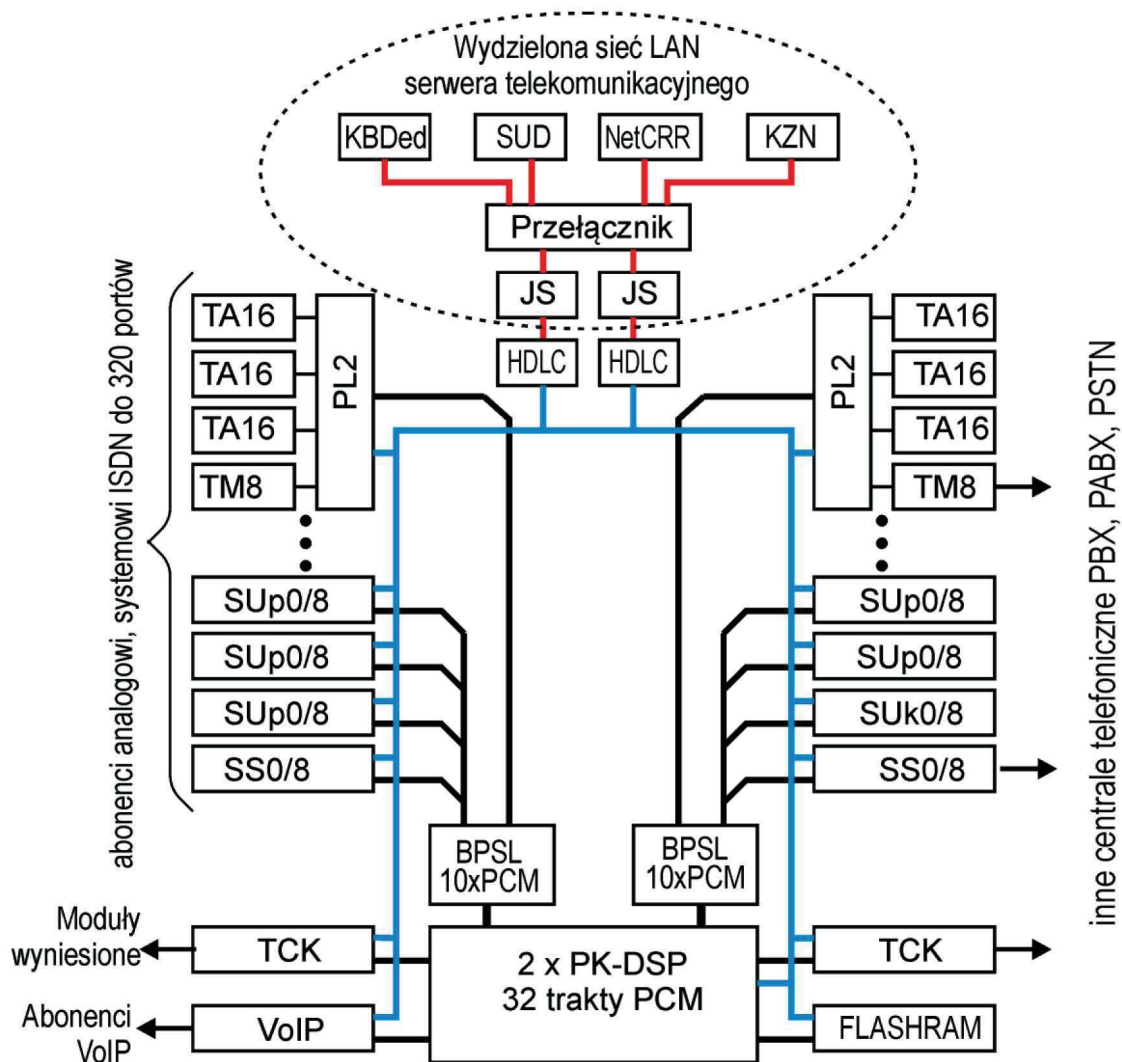 Wydzielona sieć LAN
serwera telekomunikacyjnego
KBDed
SUD
NetCRR
KZN
Przełącznik
JS
JS
HDLC
HDLC
abonenci analogowi, systemowi ISDN do 320 portów
TA16
TA16
TA16
TM8
PL2
SUp0/8
SUp0/8
SUp0/8
SS0/8
PL2
TA16
TA16
TA16
TM8
SUp0/8
SUp0/8
SUk0/8
SS0/8
inne centrale telefoniczne PBX, PABX, PSTN
BPSL
10xPCM
BPSL
10xPCM
Moduły
wyniesione
TCK
2 x PK-DSP
32 trakty PCM
TCK
Abonenci
VoIP
VoIP
FLASHRAM